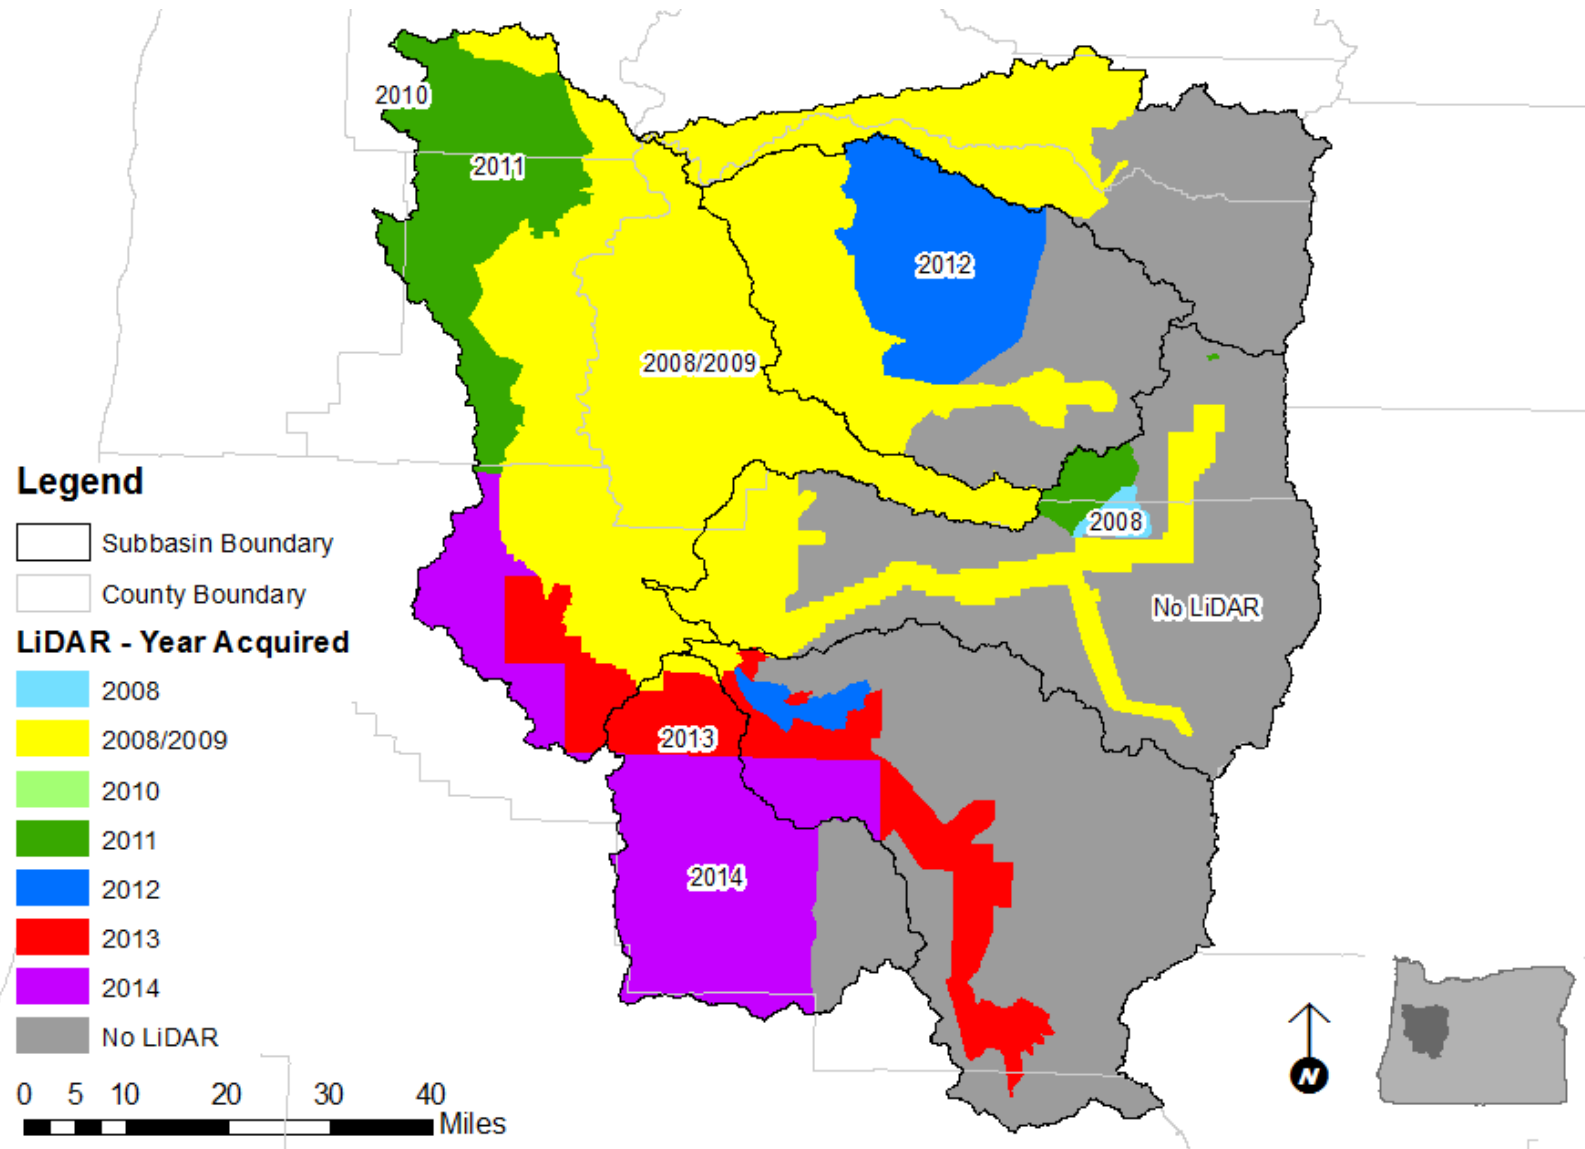 2010
2011
2012
2008/2009
2008
No LiDAR
2013
2014
Legend
Subbasin Boundary
County Boundary
LiDAR - Year Acquired
2008
2008/2009
2010
2011
2012
2013
2014
No LiDAR
0 5 10 20 30 40
Miles
N